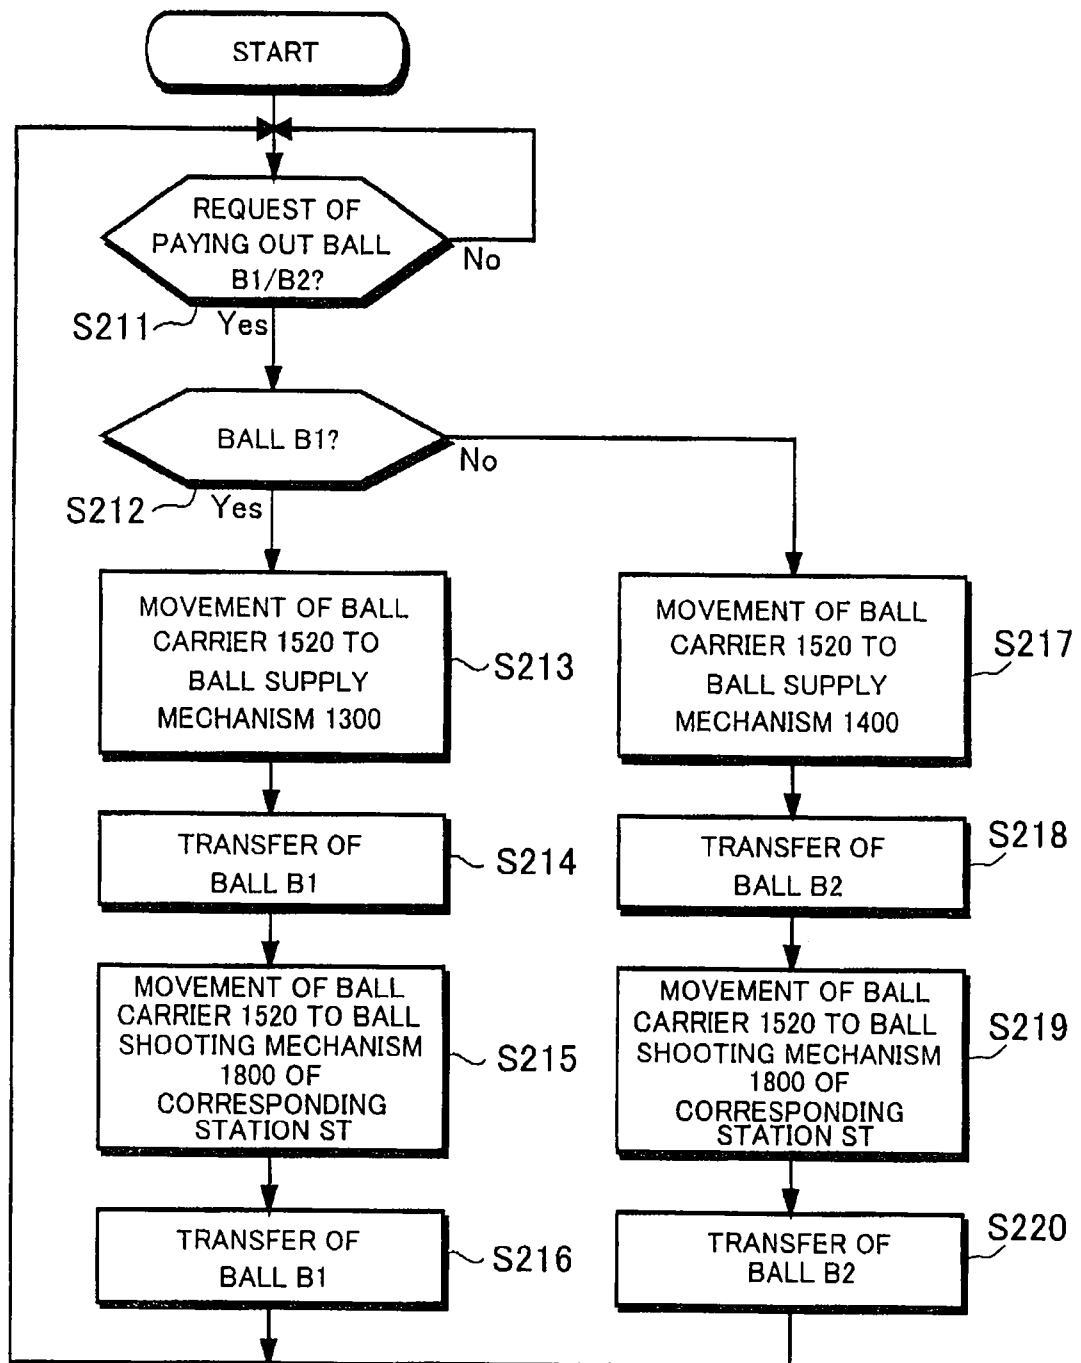 START
REQUEST OF
PAYING OUT BALL
B1/B2?
No
S211
Yes
BALL B1?
No
S212
Yes
MOVEMENT OF BALL
CARRIER 1520 TO
BALL SUPPLY
MECHANISM 1300
S213
MOVEMENT OF BALL
CARRIER 1520 TO
BALL SUPPLY
MECHANISM 1400
S217
TRANSFER OF
BALL B1
S214
TRANSFER OF
BALL B2
S218
MOVEMENT OF BALL
CARRIER 1520 TO BALL
SHOOTING MECHANISM
1800 OF
CORRESPONDING
STATION ST
S215
MOVEMENT OF BALL
CARRIER 1520 TO BALL
SHOOTING MECHANISM
1800 OF
CORRESPONDING
STATION ST
S219
TRANSFER OF
BALL B1
S216
TRANSFER OF
BALL B2
S220